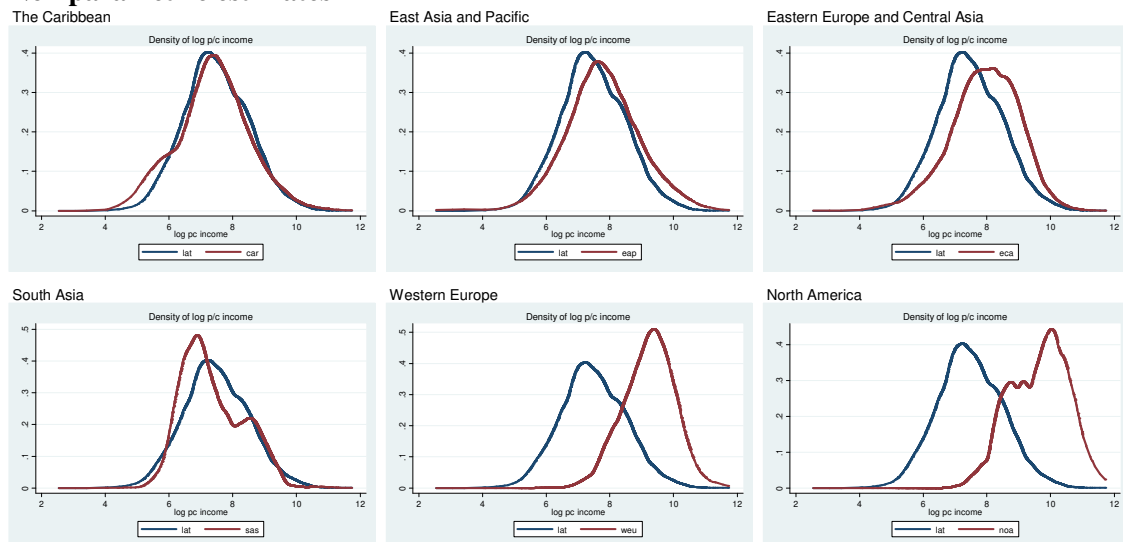 The Caribbean
Density of log p/c income
.4
.3
.2
.1
0
2 4 6 8 10 12
log pc income
lat car
East Asia and Pacific
Density of log p/c income
.4
.3
.2
.1
0
2 4 6 8 10 12
log pc income
lat eap
Eastern Europe and Central Asia
Density of log p/c income
.4
.3
.2
.1
0
2 4 6 8 10 12
log pc income
lat eca
South Asia
Density of log p/c income
.5
.4
.3
.2
.1
0
2 4 6 8 10 12
log pc income
lat sas
Western Europe
Density of log p/c income
.5
.4
.3
.2
.1
0
2 4 6 8 10 12
log pc income
lat weu
North America
Density of log p/c income
.4
.3
.2
.1
0
2 4 6 8 10 12
log pc income
lat noa